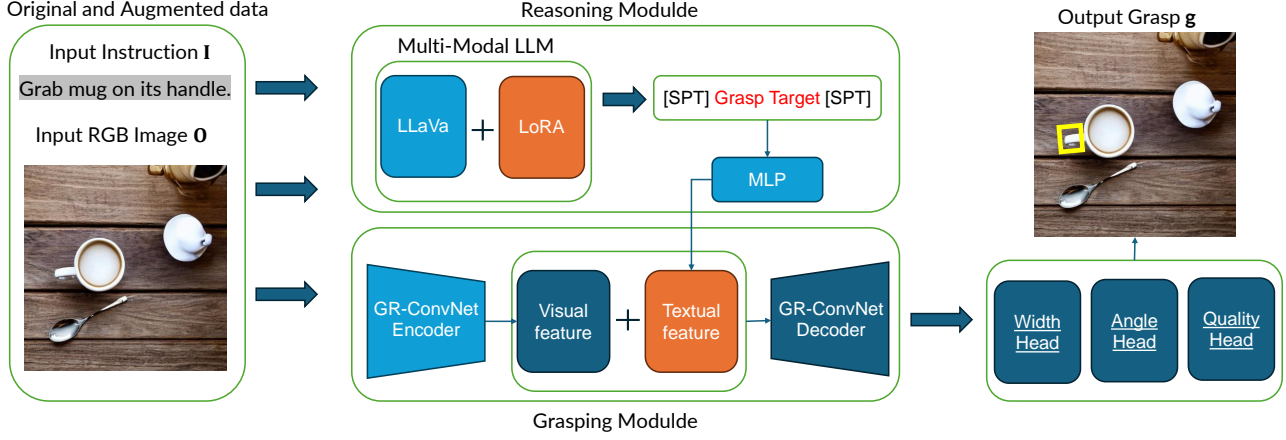 Original and Augmented data
Input Instruction I
Grab mug on its handle.
Input RGB Image O
Reasoning Modulde
Multi-Modal LLM
LLaVa
+
LoRA
[SPT] Grasp Target [SPT]
MLP
GR-ConvNet
Encoder
Visual
feature
+
Textual
feature
GR-ConvNet
Decoder
Grasping Modulde
Output Grasp g
Width
Head
Angle
Head
Quality
Head